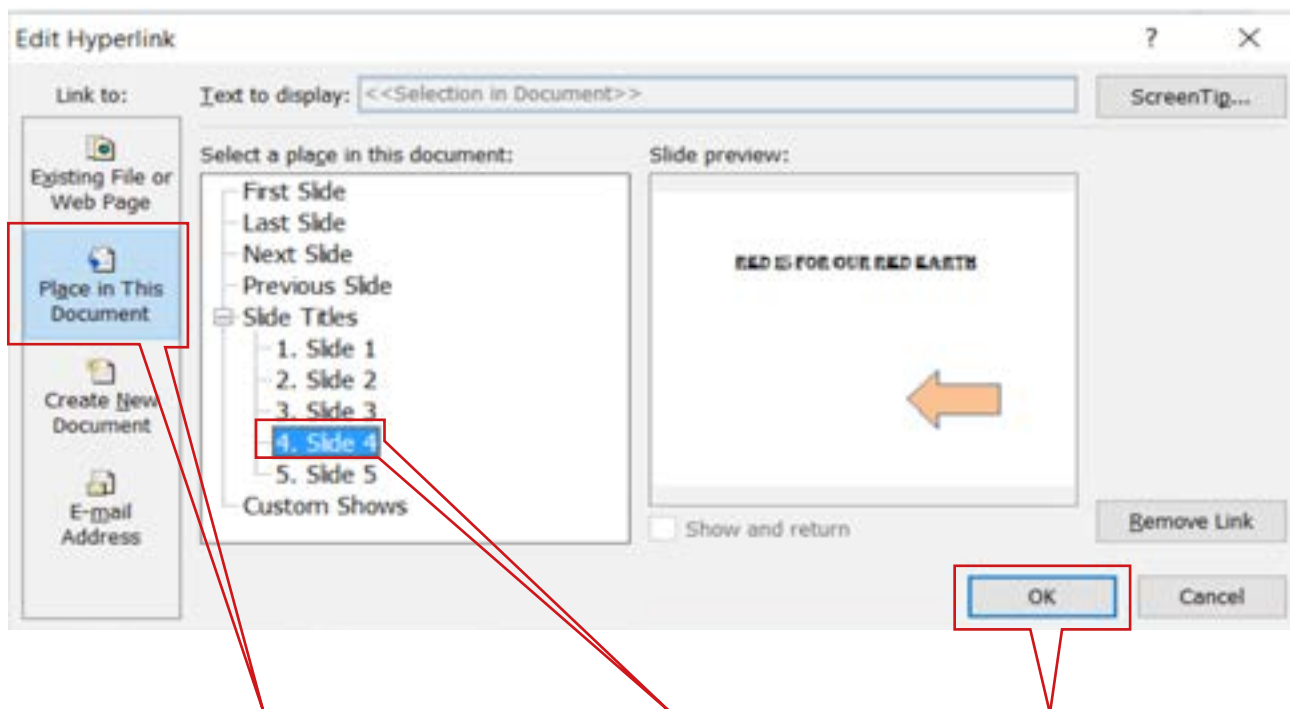 Edit Hyperlink
? ×
Link to:
Text to display: <<Selection in Document>>
ScreenTip...
Existing File or
Web Page
Place in This
Document
Create New
Document
E-mail
Address
Select a place in this document:
First Slide
Last Slide
Next Slide
Previous Slide
Slide Titles
1. Slide 1
2. Slide 2
3. Slide 3
4. Slide 4
5. Slide 5
Custom Shows
Slide preview:
RED IS FOR OUR RED EARTH
Show and return
Remove Link
OK
Cancel